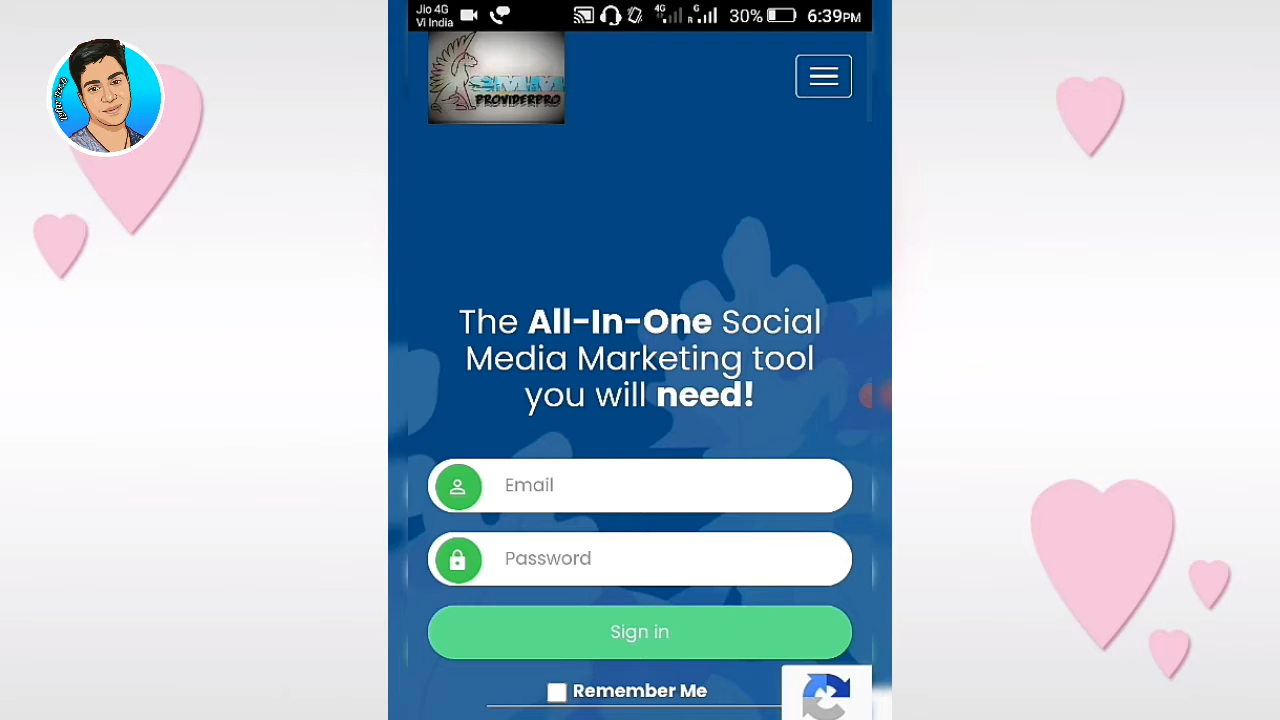 Jio 4G
Vi India
4G
G
R
30%
6:39PM
SMM
PROVIDERPRO
The All-In-One Social
Media Marketing tool
you will need!
Email
Password
Sign in
Remember Me